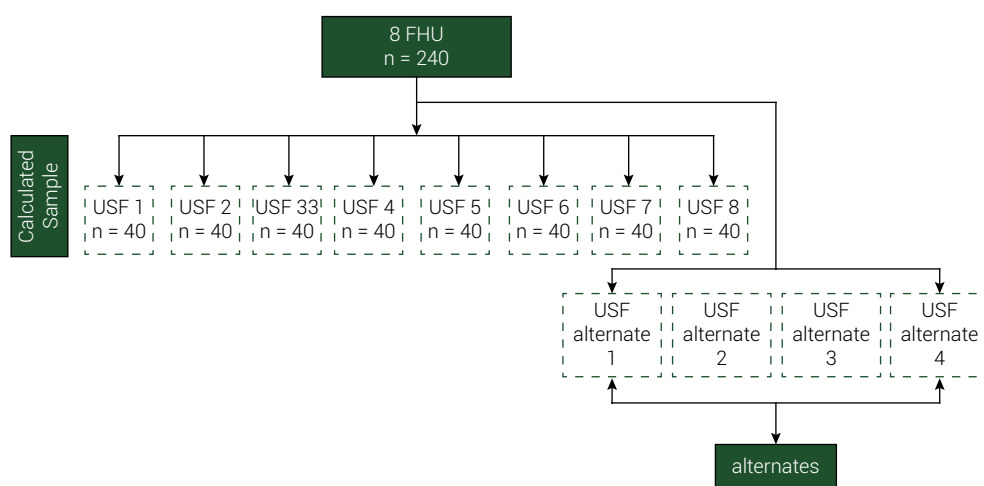 8 FHU
n = 240
Calculated
Sample
USF 1
n = 40
USF 2
n = 40
USF 33
n = 40
USF 4
n = 40
USF 5
n = 40
USF 6
n = 40
USF 7
n = 40
USF 8
n = 40
USF
alternate
1
USF
alternate
2
USF
alternate
3
USF
alternate
4
alternates